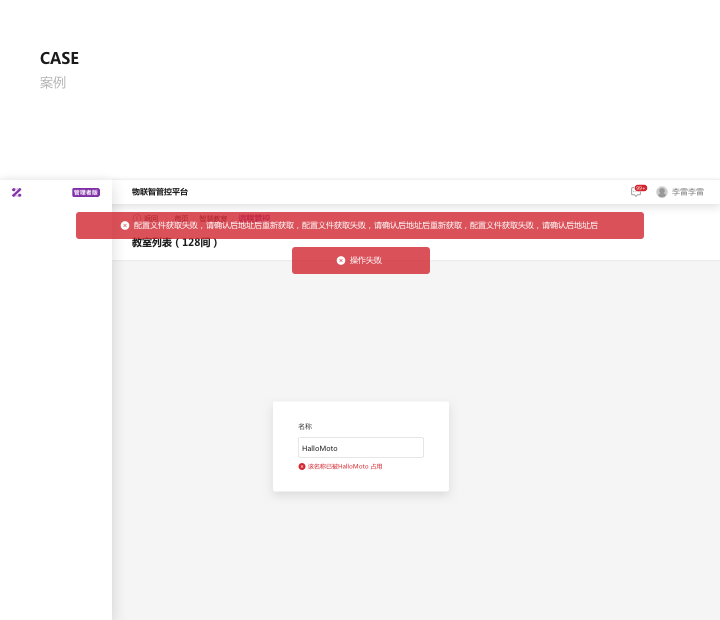 CASE
案例
管理者版
物联智管控平台
99+
李雷李雷
返回
首页
配置文件获取失败，请确认后地址后重新获取，配置文件获取失败，请确认后地址后重新获取，配置文件获取失败，请确认后地址后
教室列表（128间）
操作失败
名称
HalloMoto
该名称已被HalloMoto 占用